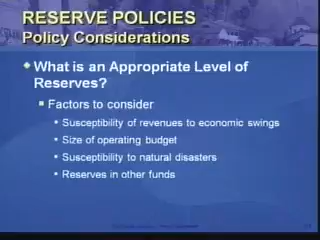 RESERVE POLICIES
Policy Considerations
What is an Appropriate Level of
Reserves?
Factors to consider
Susceptibility of revenues to economic swings
Size of operating budget
Susceptibility to natural disasters
Reserves in other funds